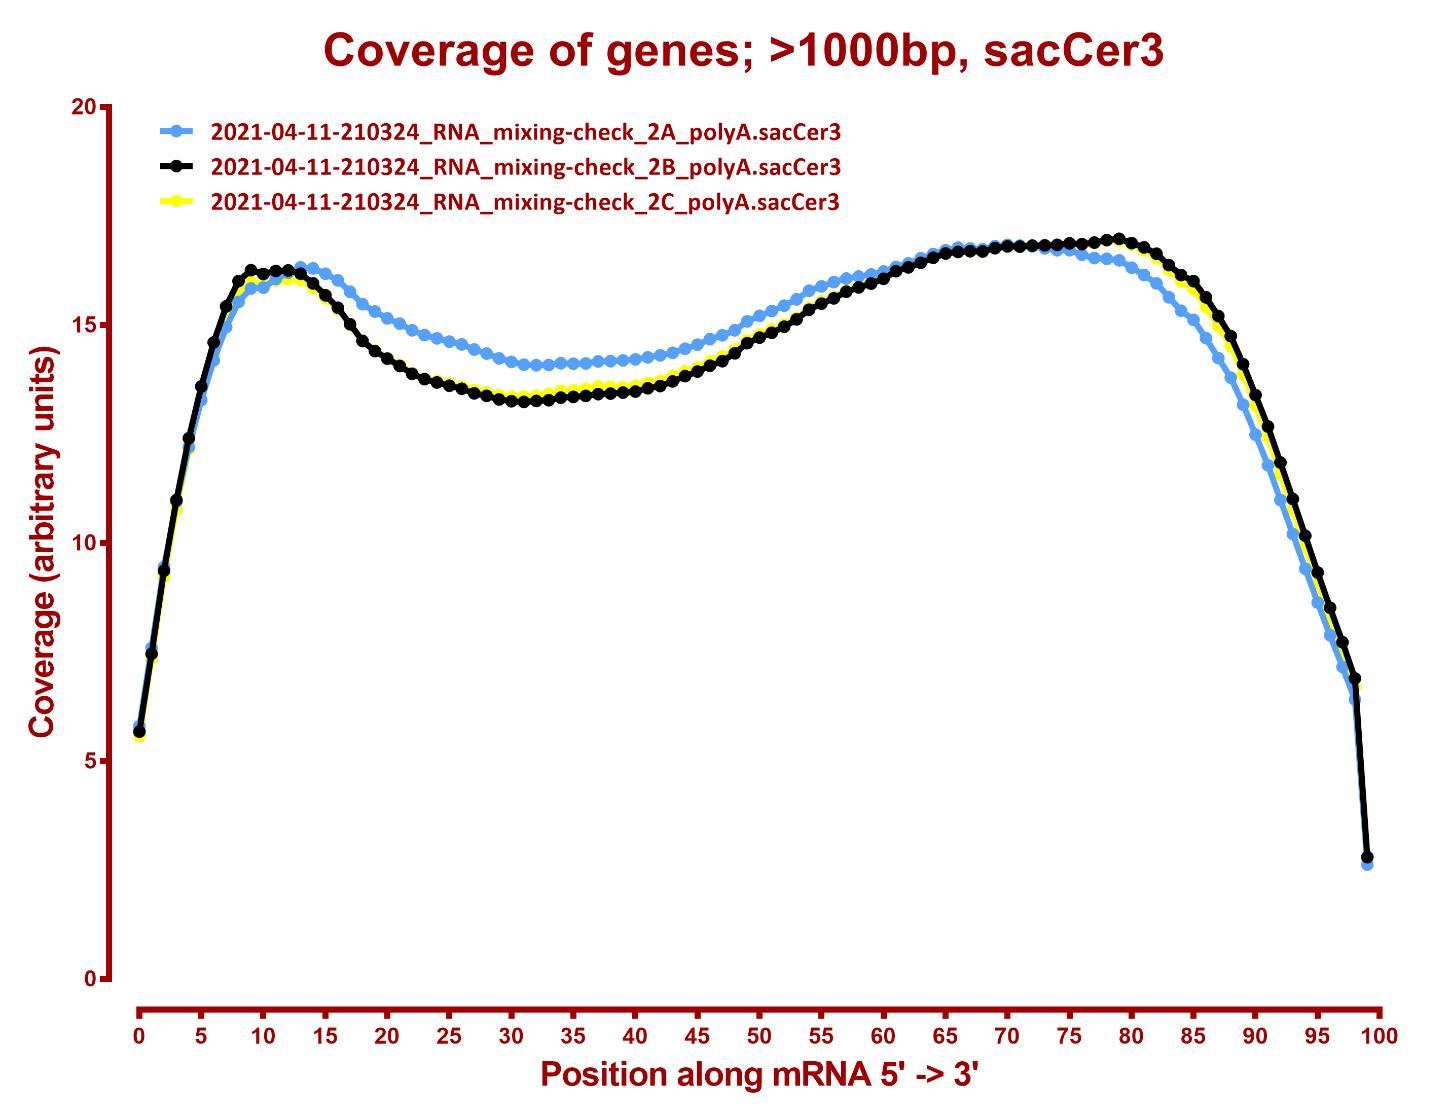 Coverage of genes; >1000bp, sacCer3
2021-04-11-210324_RNA_mixing-check_2A_polyA.sacCer3
2021-04-11-210324_RNA_mixing-check_2B_polyA.sacCer3
2021-04-11-210324_RNA_mixing-check_2C_polyA.sacCer3
Coverage (arbitrary units)
20
15
10
5
0
0 5 10 15 20 25 30 35 40 45 50 55 60 65 70 75 80 85 90 95 100
Position along mRNA 5' -> 3'